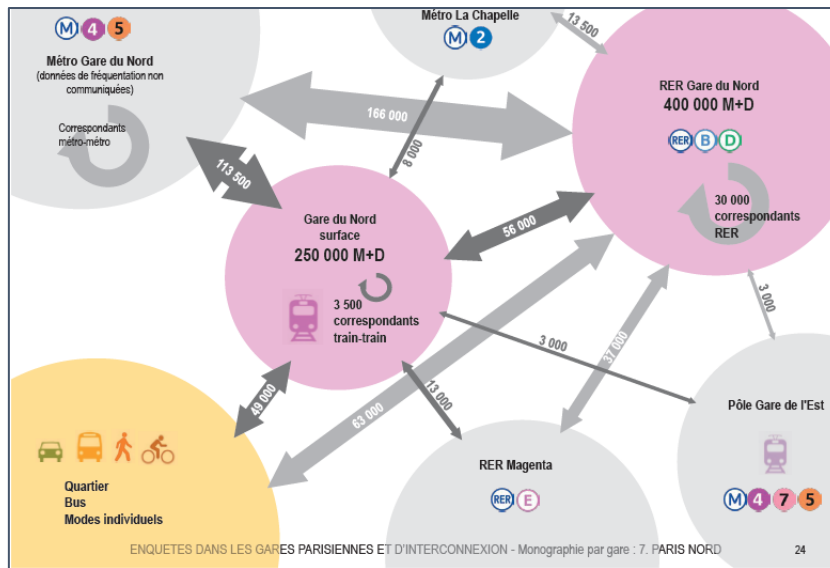 M 4 5
Métro Gare du Nord
(données de fréquentation non
communiquées)
Correspondants
métro-métro
Métro La Chapelle
M 2
13 500
RER Gare du Nord
400 000 M+D
RER B D
30 000
correspondants
RER
166 000
113 500
8 000
Gare du Nord
surface
250 000 M+D
3 500
correspondants
train-train
56 000
3 000
3 000
37 000
49 000
63 000
13 000
Quartier
Bus
Modes individuels
RER Magenta
RER E
Pôle Gare de l'Est
M 4 7 5
ENQUETES DANS LES GARES PARISIENNES ET D'INTERCONNEXION - Monographie par gare : 7. PARIS NORD
24